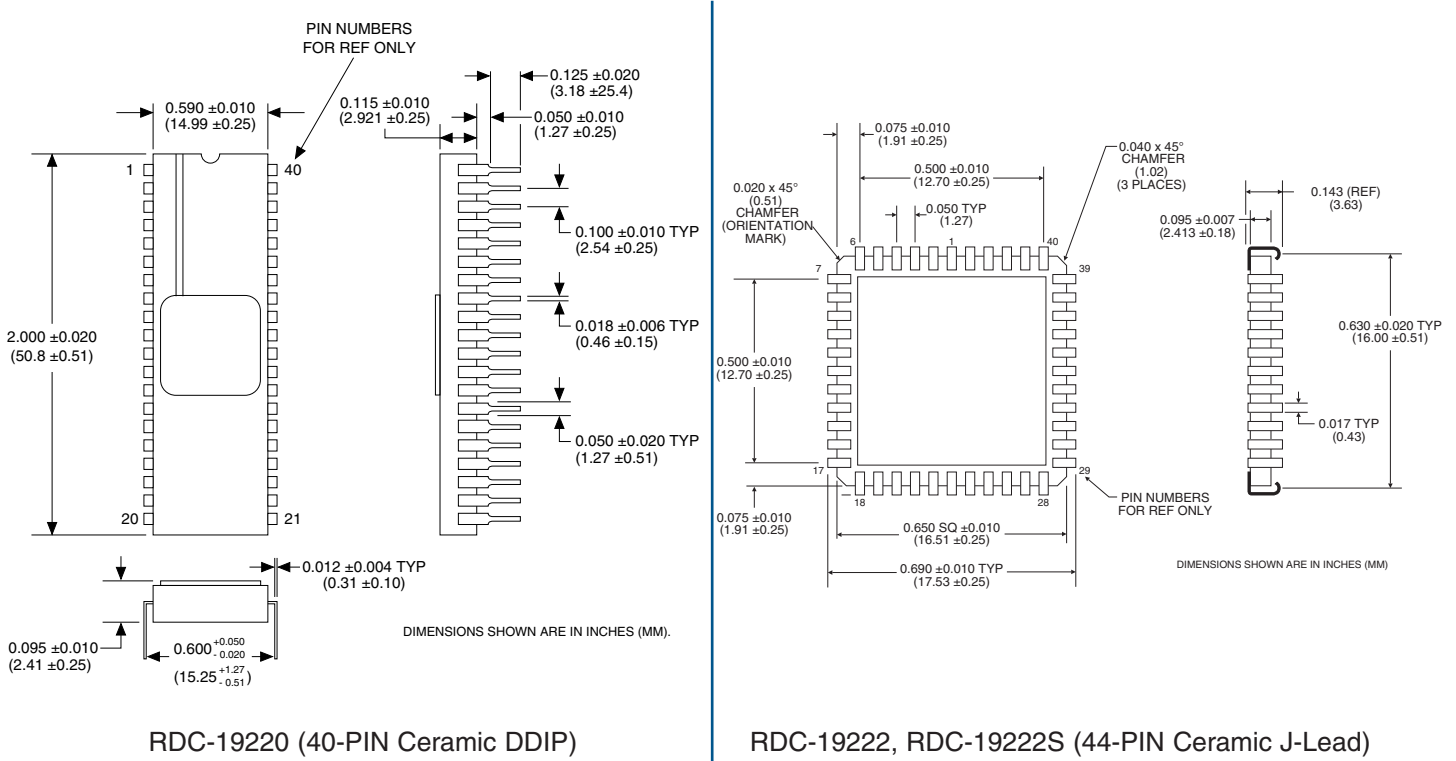 PIN NUMBERS
FOR REF ONLY
0.590 ±0.010
(14.99 ±0.25)
0.115 ±0.010
(2.921 ±0.25)
0.125 ±0.020
(3.18 ±25.4)
0.050 ±0.010
(1.27 ±0.25)
1
40
0.100 ±0.010 TYP
(2.54 ±0.25)
2.000 ±0.020
(50.8 ±0.51)
0.018 ±0.006 TYP
(0.46 ±0.15)
0.050 ±0.020 TYP
(1.27 ±0.51)
20
21
0.012 ±0.004 TYP
(0.31 ±0.10)
0.095 ±0.010
(2.41 ±0.25)
0.600 +0.050 - 0.020
(15.25 +1.27 - 0.51)
DIMENSIONS SHOWN ARE IN INCHES (MM).
RDC-19220 (40-PIN Ceramic DDIP)
0.075 ±0.010
(1.91 ±0.25)
0.500 ±0.010
(12.70 ±0.25)
0.040 x 45°
CHAMFER
(1.02)
(3 PLACES)
0.020 x 45°
(0.51)
CHAMFER
(ORIENTATION
MARK)
0.050 TYP
(1.27)
0.143 (REF)
(3.63)
0.095 ±0.007
(2.413 ±0.18)
6
1
40
7
39
0.500 ±0.010
(12.70 ±0.25)
0.630 ±0.020 TYP
(16.00 ±0.51)
0.017 TYP
(0.43)
17
29
18
28
PIN NUMBERS
FOR REF ONLY
0.075 ±0.010
(1.91 ±0.25)
0.650 SQ ±0.010
(16.51 ±0.25)
0.690 ±0.010 TYP
(17.53 ±0.25)
DIMENSIONS SHOWN ARE IN INCHES (MM)
RDC-19222, RDC-19222S (44-PIN Ceramic J-Lead)